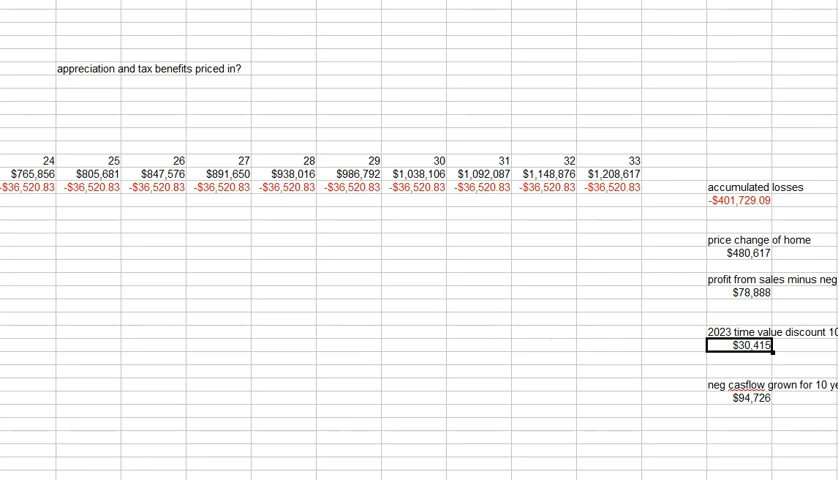 appreciation and tax benefits priced in?
24 25 26 27 28 29 30 31 32 33
$765,856 $805,681 $847,576 $891,650 $938,016 $986,792 $1,038,106 $1,092,087 $1,148,876 $1,208,617
-$36,520.83 -$36,520.83 -$36,520.83 -$36,520.83 -$36,520.83 -$36,520.83 -$36,520.83 -$36,520.83 -$36,520.83 -$36,520.83
accumulated losses
-$401,729.09
price change of home
$480,617
profit from sales minus neg
$78,888
2023 time value discount 10
$30,415
neg casflow grown for 10 ye
$94,726